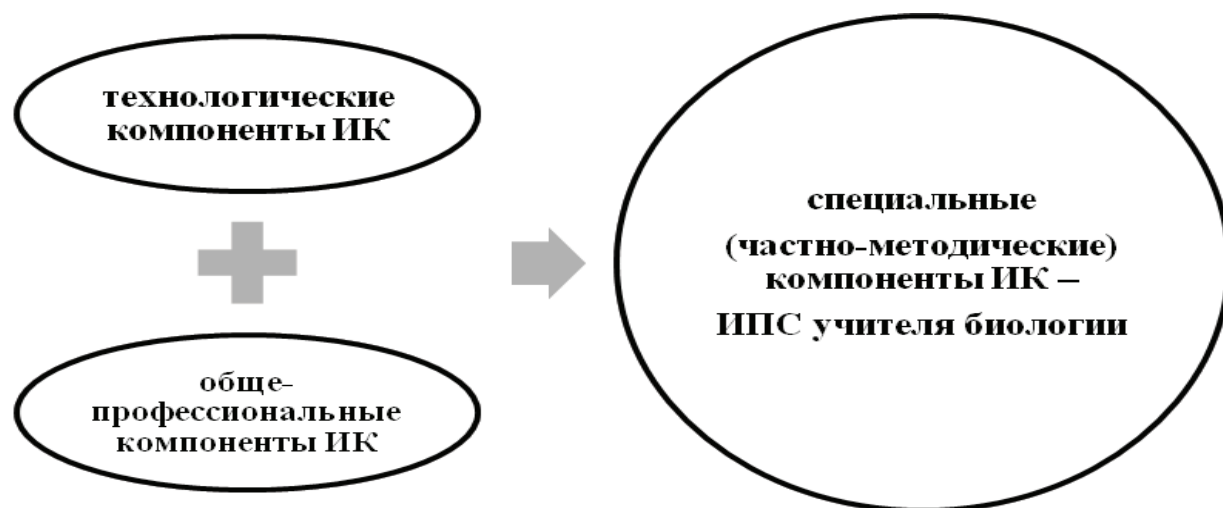 технологические
компоненты ИК
обще-
профессиональные
компоненты ИК
специальные
(частно-методические)
компоненты ИК –
ИПС учителя биологии